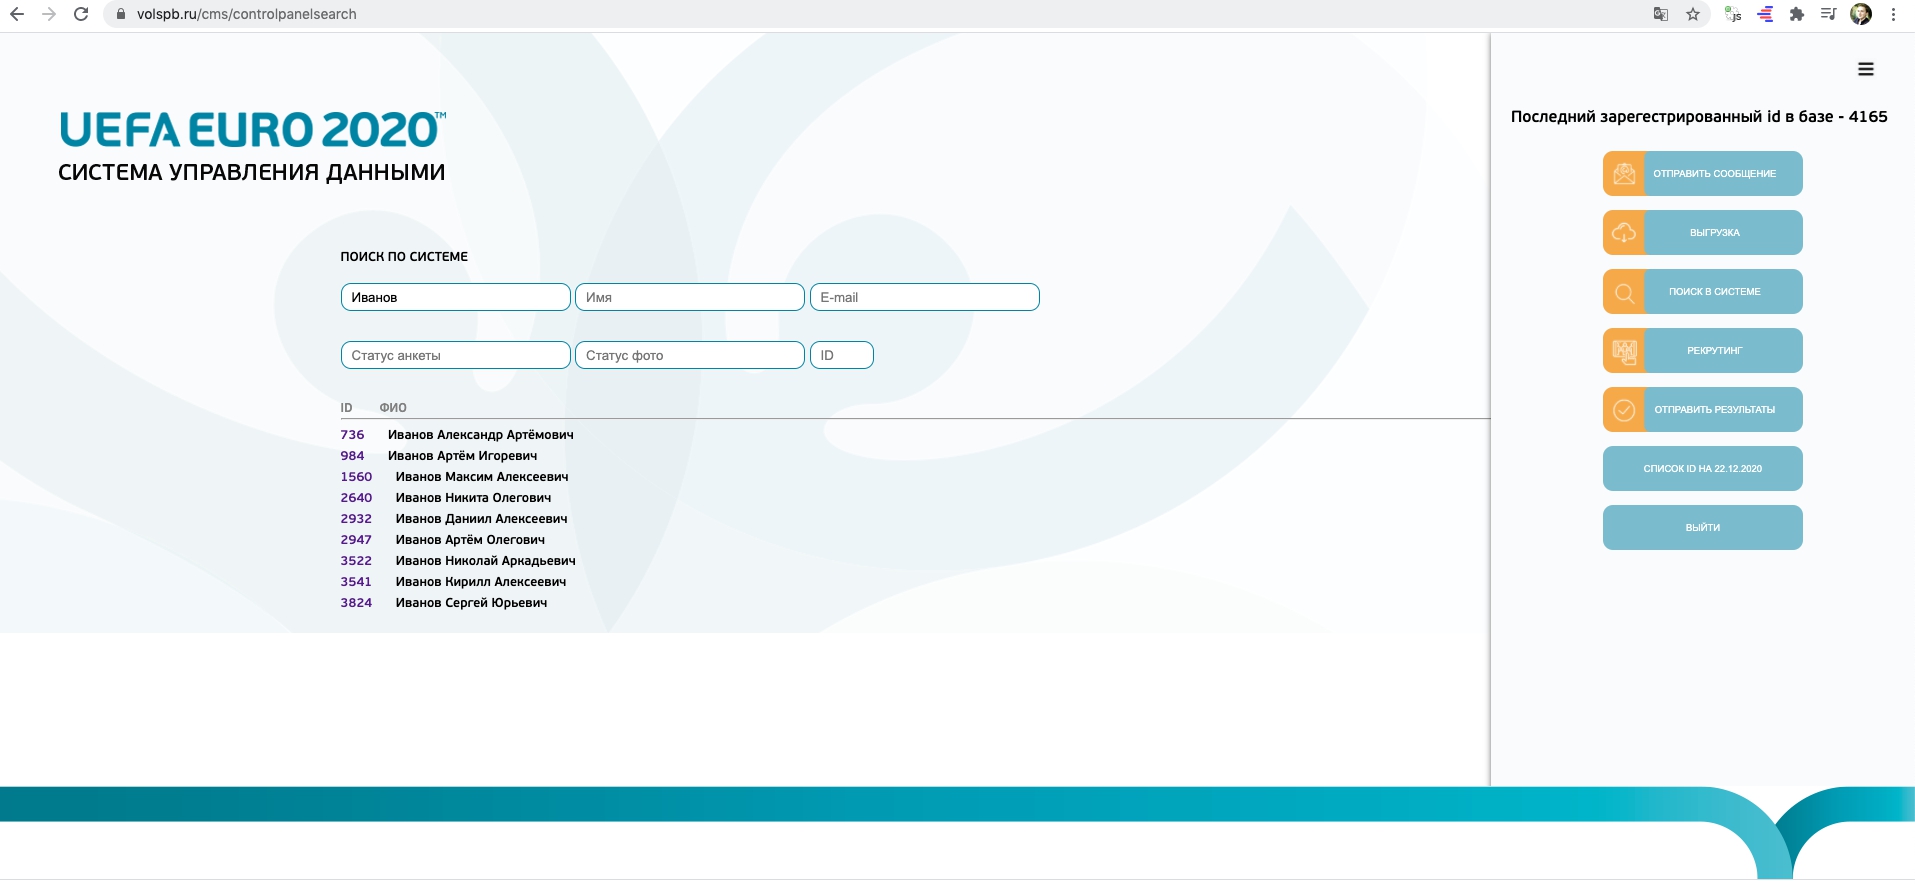 volspb.ru/cms/controlpanelsearch
JS
UEFA EURO 2020™
СИСТЕМА УПРАВЛЕНИЯ ДАННЫМИ
ПОИСК ПО СИСТЕМЕ
Иванов Имя E-mail
Статус анкеты Статус фото ID
ID ФИО
736 Иванов Александр Артёмович
984 Иванов Артём Игоревич
1560 Иванов Максим Алексеевич
2640 Иванов Никита Олегович
2932 Иванов Даниил Алексеевич
2947 Иванов Артём Олегович
3522 Иванов Николай Аркадьевич
3541 Иванов Кирилл Алексеевич
3824 Иванов Сергей Юрьевич
Последний зарегестрированный id в базе - 4165
ОТПРАВИТЬ СООБЩЕНИЕ
ВЫГРУЗКА
ПОИСК В СИСТЕМЕ
РЕКРУТИНГ
ОТПРАВИТЬ РЕЗУЛЬТАТЫ
СПИСОК ID НА 22.12.2020
ВЫЙТИ